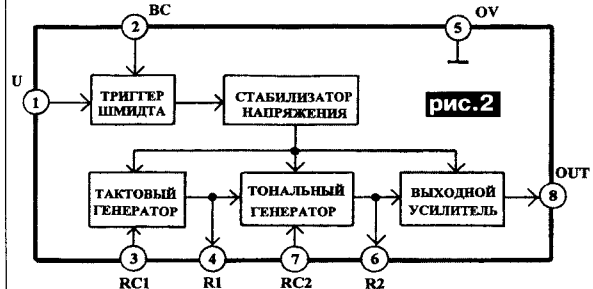 BC
OV
2
5
U
1
ТРИГГЕР
ШМИДТА
СТАБИЛИЗАТОР
НАПРЯЖЕНИЯ
рис.2
ТАКТОВЫЙ
ГЕНЕРАТОР
ТОНАЛЬНЫЙ
ГЕНЕРАТОР
ВЫХОДНОЙ
УСИЛИТЕЛЬ
OUT
8
3
4
7
6
RC1
R1
RC2
R2